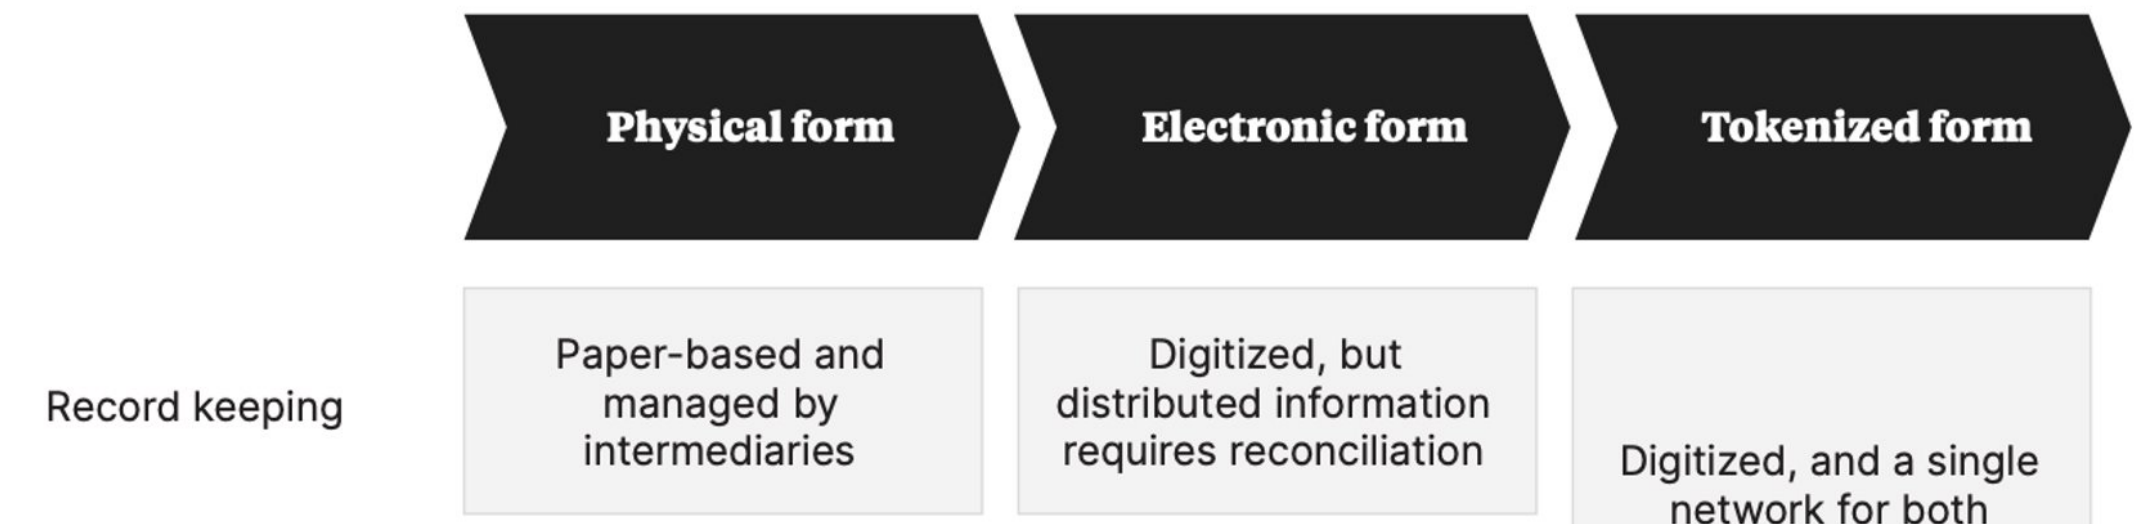 Physical form
Electronic form
Tokenized form
Record keeping
Paper-based and
managed by
intermediaries
Digitized, but
distributed information
requires reconciliation
Digitized, and a single
network for both